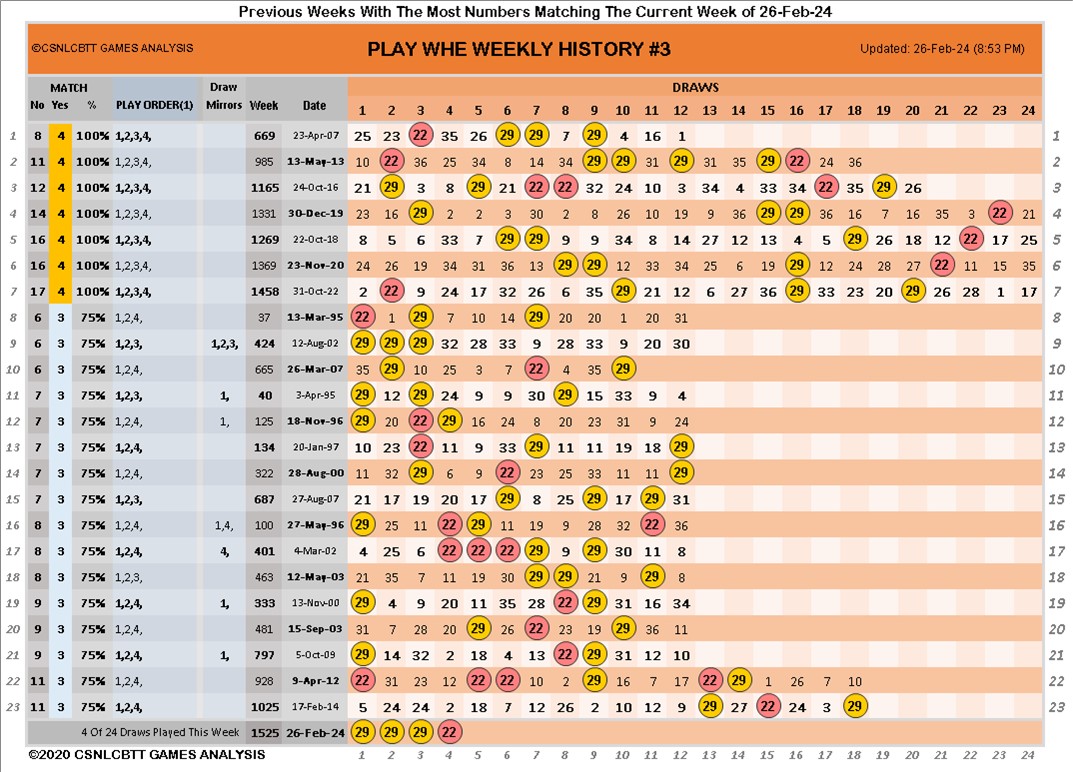 Previous Weeks With The Most Numbers Matching The Current Week of 26-Feb-24
©CSNLCBTT GAMES ANALYSIS PLAY WHE WEEKLY HISTORY #3 Updated: 26-Feb-24 (8:53 PM)
MATCH Draw DRAWS
No Yes % PLAY ORDER(1) Mirrors Week Date 1 2 3 4 5 6 7 8 9 10 11 12 13 14 15 16 17 18 19 20 21 22 23 24
1 8 4 100% 1,2,3,4, 669 23-Apr-07 25 23 22 35 26 29 29 7 29 4 16 1 1
2 11 4 100% 1,2,3,4, 985 13-May-13 10 22 36 25 34 8 14 34 29 29 31 29 31 35 29 22 24 36 2
3 12 4 100% 1,2,3,4, 1165 24-Oct-16 21 29 3 8 29 21 22 22 32 24 10 3 34 4 33 34 22 35 29 26 3
4 14 4 100% 1,2,3,4, 1331 30-Dec-19 23 16 29 2 2 3 30 2 8 26 10 19 9 36 29 29 36 16 7 16 35 3 22 21 4
5 16 4 100% 1,2,3,4, 1269 22-Oct-18 8 5 6 33 7 29 29 9 9 34 8 14 27 12 13 4 5 29 26 18 12 22 17 25 5
6 16 4 100% 1,2,3,4, 1369 23-Nov-20 24 26 19 34 31 36 13 29 29 12 33 34 25 6 19 29 12 24 28 27 22 11 15 35 6
7 17 4 100% 1,2,3,4, 1458 31-Oct-22 2 22 9 24 17 32 26 6 35 29 21 12 6 27 36 29 33 23 20 29 26 28 1 17 7
8 6 3 75% 1,2,4, 37 13-Mar-95 22 1 29 7 10 14 29 20 20 1 20 31 8
9 6 3 75% 1,2,3, 1,2,3, 424 12-Aug-02 29 29 29 32 28 33 9 28 33 9 20 30 9
10 6 3 75% 1,2,4, 665 26-Mar-07 35 29 10 25 3 7 22 4 35 29 10
11 7 3 75% 1,2,3, 1, 40 3-Apr-95 29 12 29 24 9 9 30 29 15 33 9 4 11
12 7 3 75% 1,2,4, 1, 125 18-Nov-96 29 20 22 29 16 24 8 20 23 31 9 24 12
13 7 3 75% 1,2,4, 134 20-Jan-97 10 23 22 11 9 33 29 11 11 19 18 29 13
14 7 3 75% 1,2,4, 322 28-Aug-00 11 32 29 6 9 22 23 25 33 11 11 29 14
15 7 3 75% 1,2,3, 687 27-Aug-07 21 17 19 20 17 29 8 25 29 17 29 31 15
16 8 3 75% 1,2,4, 1,4, 100 27-May-96 29 25 11 22 29 11 19 9 28 32 22 36 16
17 8 3 75% 1,2,4, 4, 401 4-Mar-02 4 25 6 22 22 22 29 9 29 30 11 8 17
18 8 3 75% 1,2,3, 463 12-May-03 21 35 7 11 19 30 29 29 21 9 29 8 18
19 9 3 75% 1,2,4, 1, 333 13-Nov-00 29 4 9 20 11 35 28 22 29 31 16 34 19
20 9 3 75% 1,2,4, 481 15-Sep-03 31 7 28 20 29 26 22 23 19 29 36 11 20
21 9 3 75% 1,2,4, 1, 797 5-Oct-09 29 14 32 2 18 4 13 22 29 31 12 10 21
22 11 3 75% 1,2,4, 928 9-Apr-12 22 31 23 12 22 22 10 2 29 16 7 17 22 29 1 26 7 10 22
23 11 3 75% 1,2,4, 1025 17-Feb-14 5 24 24 2 18 7 12 26 2 10 12 9 29 27 22 24 3 29 23
4 Of 24 Draws Played This Week 1525 26-Feb-24 29 29 29 22
©2020 CSNLCBTT GAMES ANALYSIS 1 2 3 4 5 6 7 8 9 10 11 12 13 14 15 16 17 18 19 20 21 22 23 24